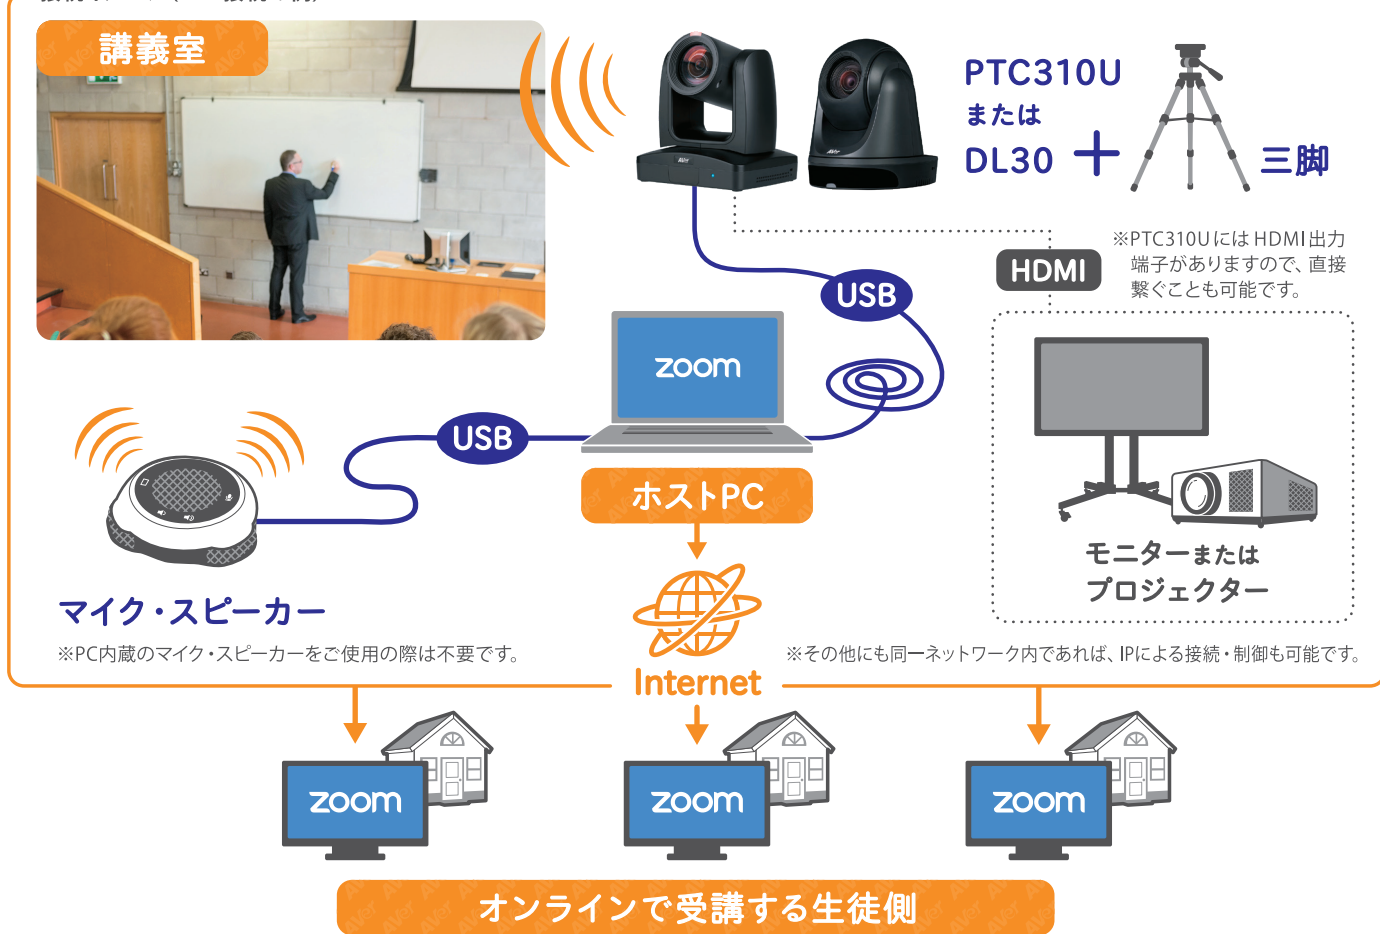 講義室
PTC310U
または
DL30
三脚
※PTC310UにはHDMI出力
端子がありますので、直接
繋ぐことも可能です。
HDMI
USB
zoom
USB
ホストPC
モニターまたは
プロジェクター
マイク・スピーカー
※PC内蔵のマイク・スピーカーをご使用の際は不要です。
※その他にも同一ネットワーク内であれば、IPによる接続・制御も可能です。
Internet
zoom
zoom
zoom
オンラインで受講する生徒側